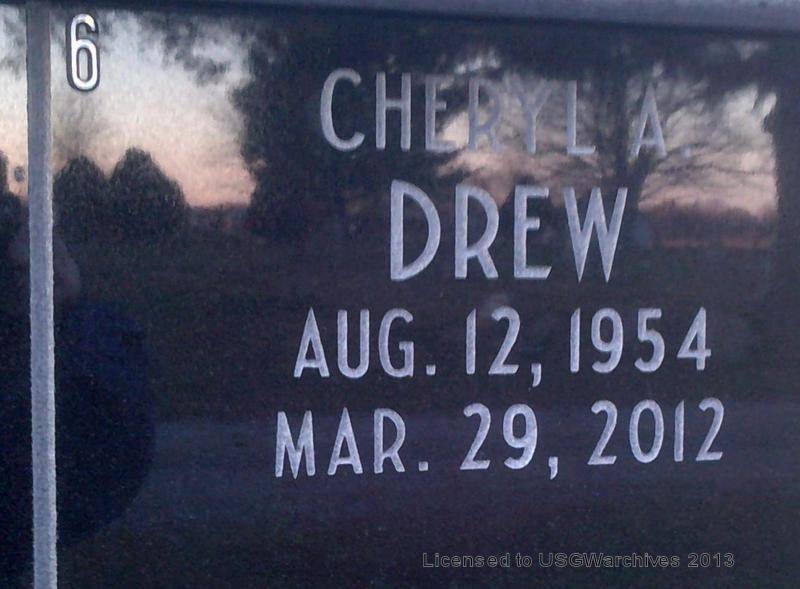 6
CHERYL A.
DREW
AUG. 12, 1954
MAR. 29, 2012
Licensed to USGWarchives 2013